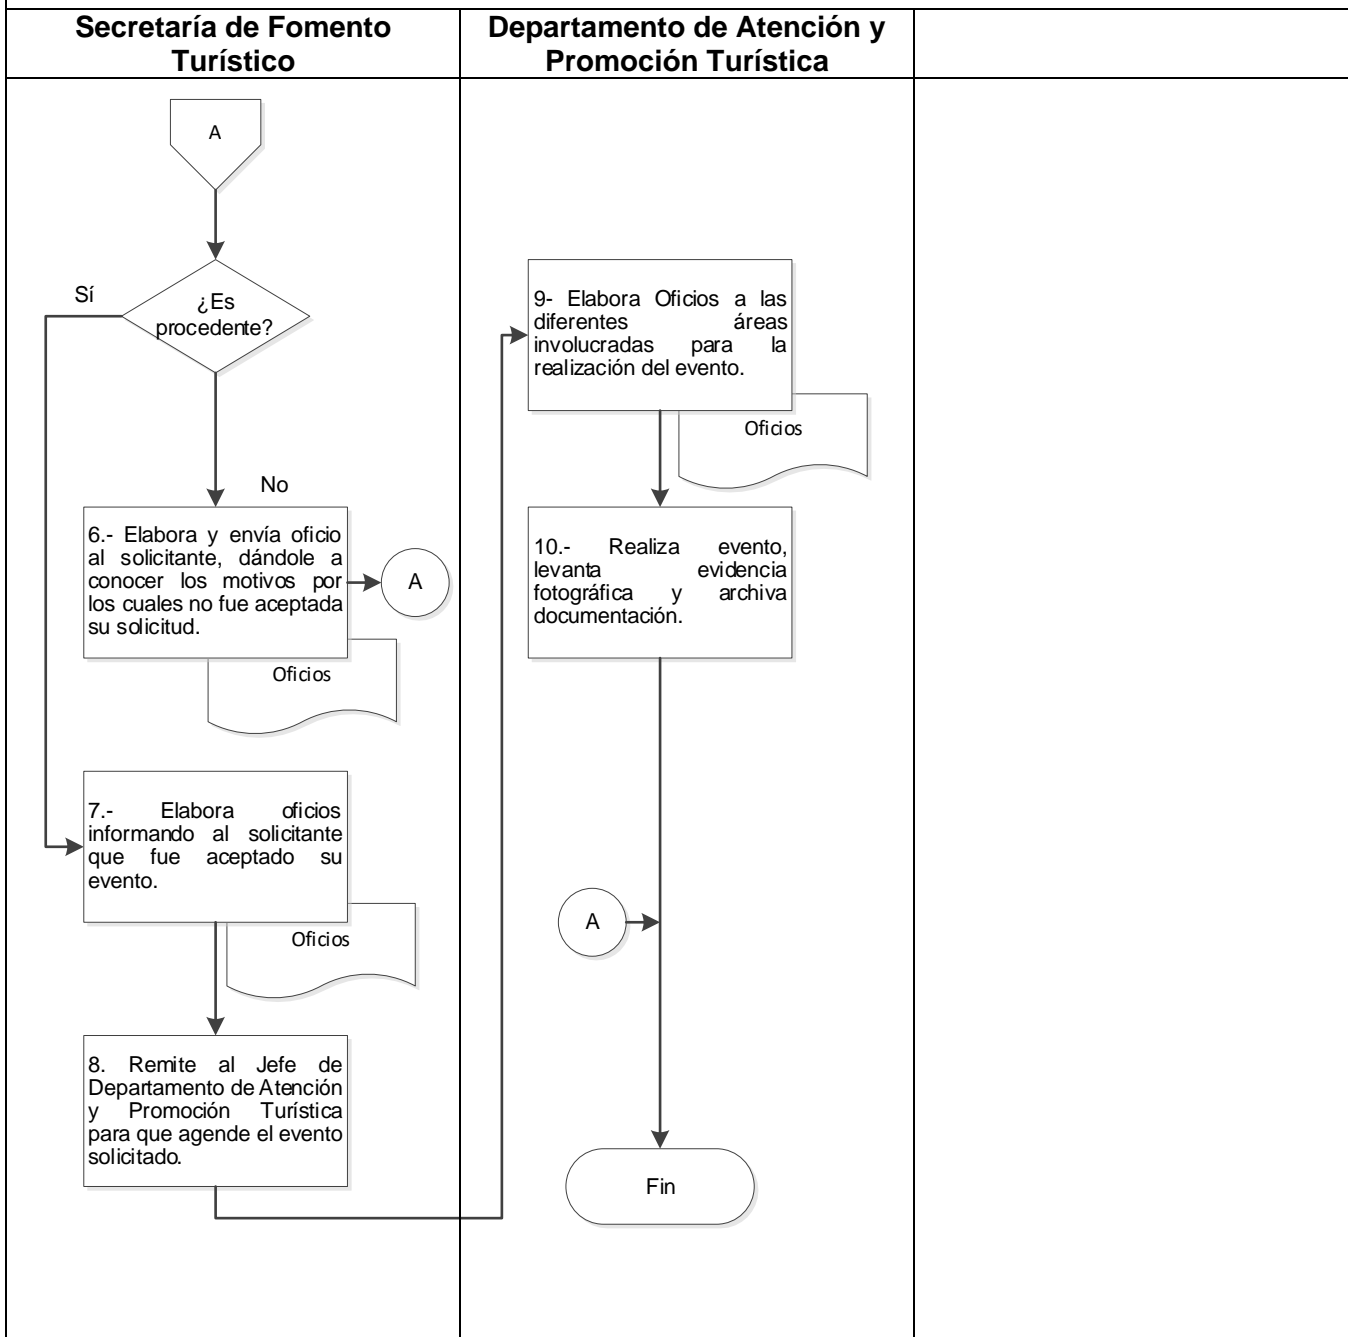 Secretaría de Fomento
Turístico
Departamento de Atención y
Promoción Turística
A
¿Es
procedente?
Sí
No
6.- Elabora y envía oficio
al solicitante, dándole a
conocer los motivos por
los cuales no fue aceptada
su solicitud.
A
Oficios
7.- Elabora oficios
informando al solicitante
que fue aceptado su
evento.
Oficios
8. Remite al Jefe de
Departamento de Atención
y Promoción Turística
para que agende el evento
solicitado.
9- Elabora Oficios a las
diferentes áreas
involucradas para la
realización del evento.
Oficios
10.- Realiza evento,
levanta evidencia
fotográfica y archiva
documentación.
A
Fin